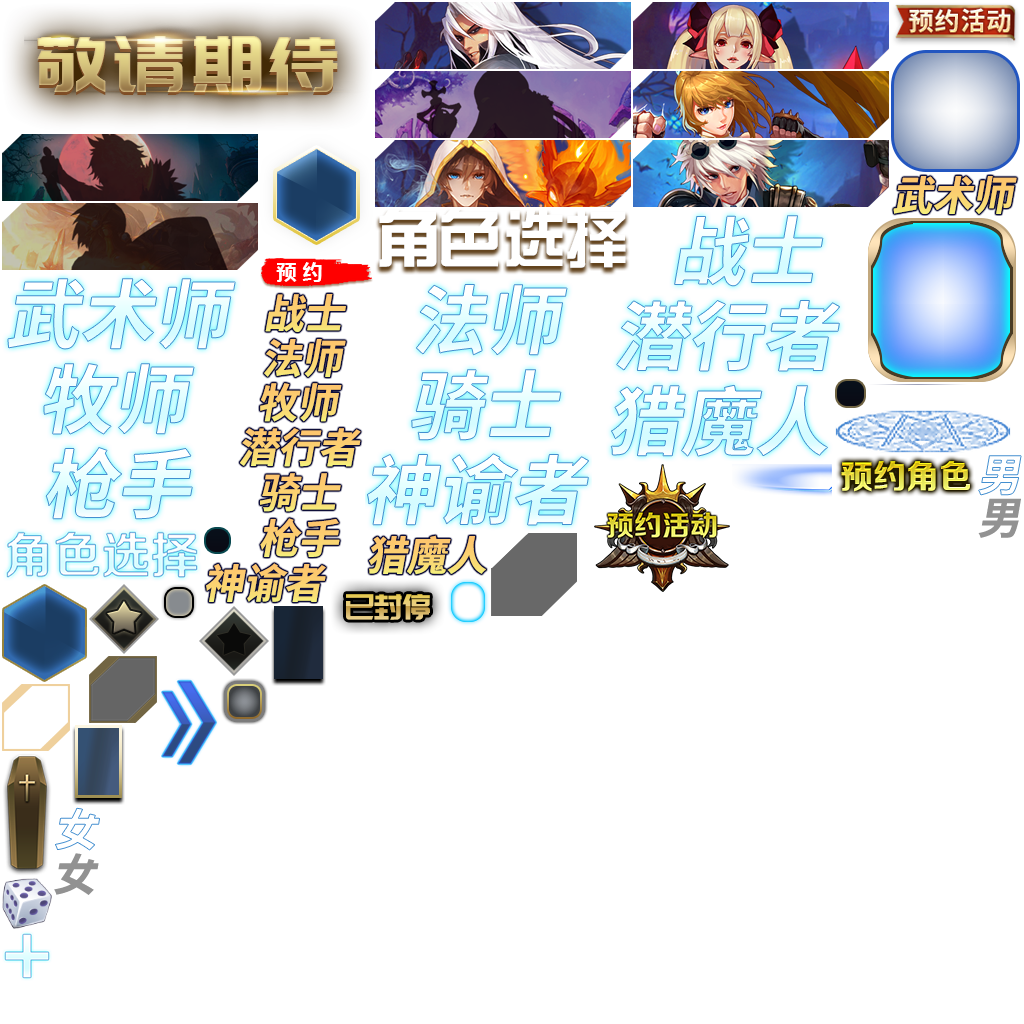 敬请期待
预约活动
武术师
角色选择
预约
武术师
牧师
枪手
角色选择
战士
法师
牧师
潜行者
骑士
枪手
神谕者
法师
骑士
神谕者
猎魔人
已封停
战士
潜行者
猎魔人
预约活动
预约角色
男
男
女
女